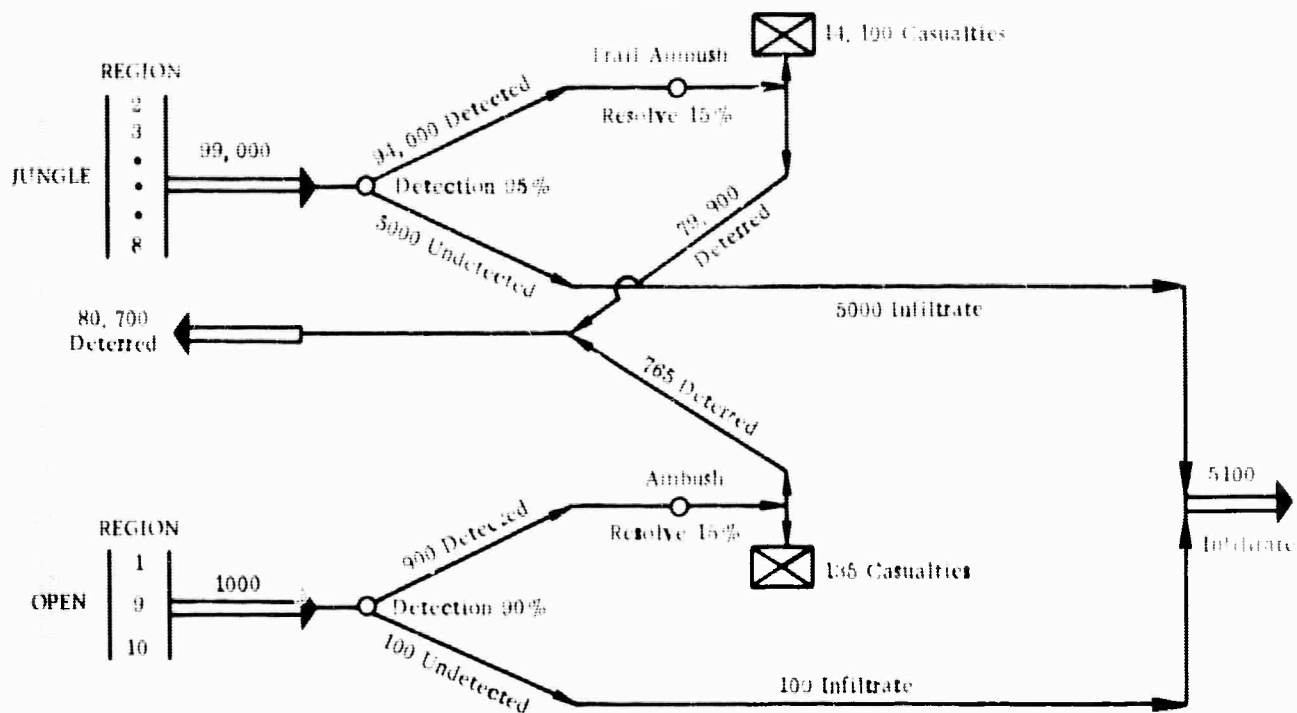 14, 100 Casualties
Trail Ambush
REGION
2
3
8
JUNGLE
99, 000
94, 000 Detected
Resolve 15%
Detection 95%
5000 Undetected
79, 900
Deterred
5000 Infiltrate
80, 700
Deterred
765 Deterred
5100
Infiltrate
Ambush
REGION
1
9
10
OPEN
1000
900 Detected
Resolve 15%
135 Casualties
Detection 90%
100 Undetected
100 Infiltrate